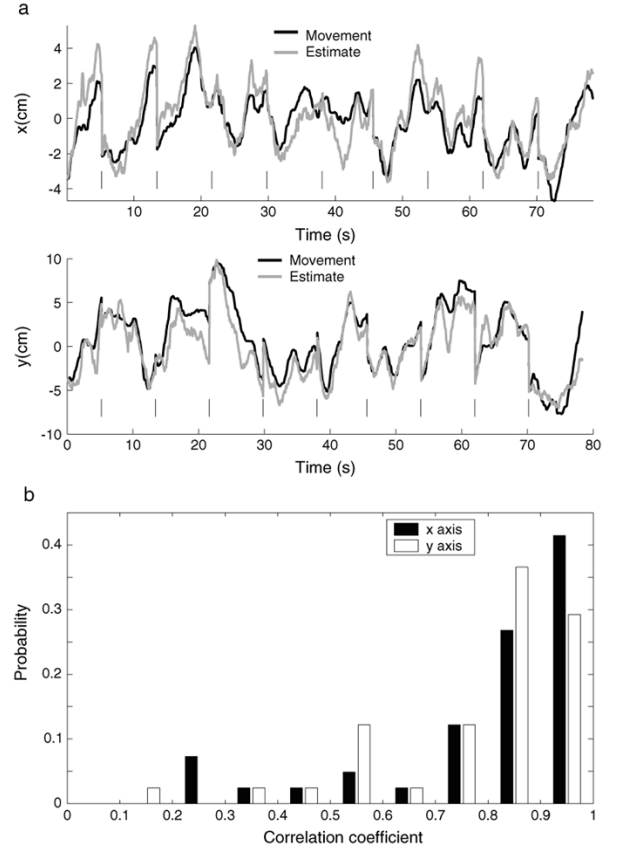 a
Movement
Estimate
x(cm)
4
2
0
-2
-4
10 20 30 40 50 60 70
Time (s)
Movement
Estimate
y(cm)
10
5
0
-5
-10
0 10 20 30 40 50 60 70 80
Time (s)
b
x axis
y axis
Probability
0.4
0.3
0.2
0.1
0
0 0.1 0.2 0.3 0.4 0.5 0.6 0.7 0.8 0.9 1
Correlation coefficient